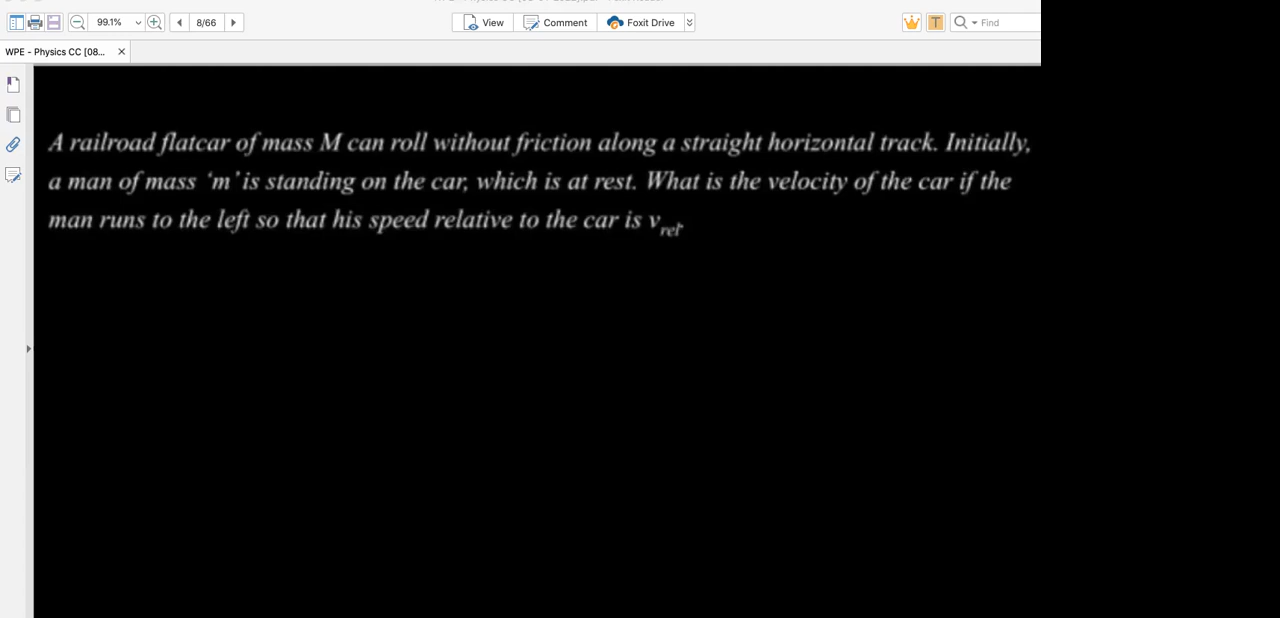 99.1%
8/66
View
Comment
Foxit Drive
T
Find
WPE - Physics CC [08...
A railroad flatcar of mass M can roll without friction along a straight horizontal track. Initially,
a man of mass ‘m’ is standing on the car, which is at rest. What is the velocity of the car if the
man runs to the left so that his speed relative to the car is vrel.